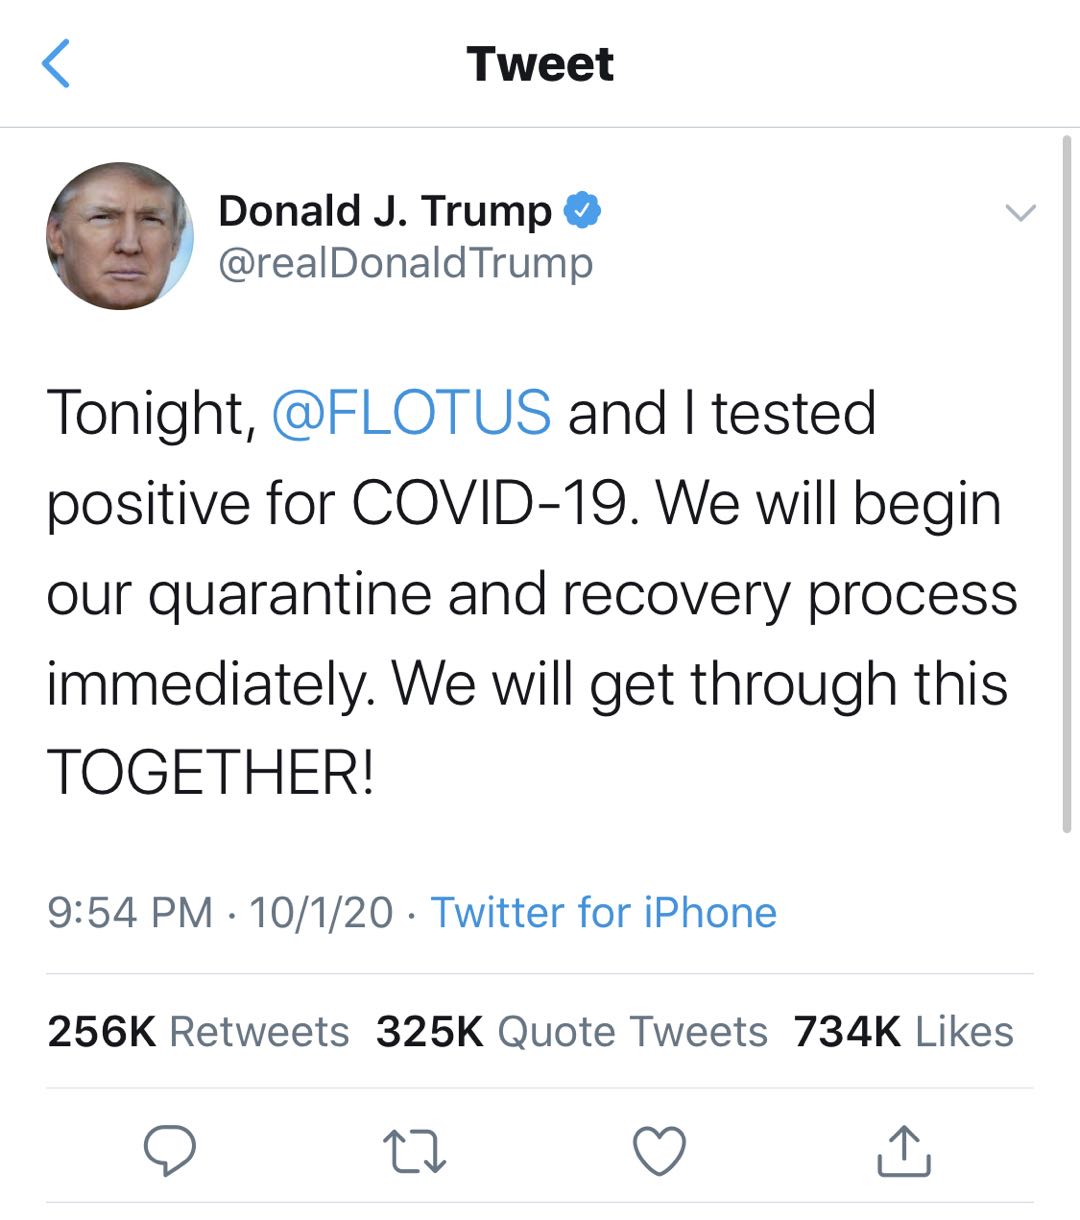 Tweet
Donald J. Trump
@realDonaldTrump
Tonight, @FLOTUS and I tested
positive for COVID-19. We will begin
our quarantine and recovery process
immediately. We will get through this
TOGETHER!
9:54 PM · 10/1/20 · Twitter for iPhone
256K Retweets 325K Quote Tweets 734K Likes